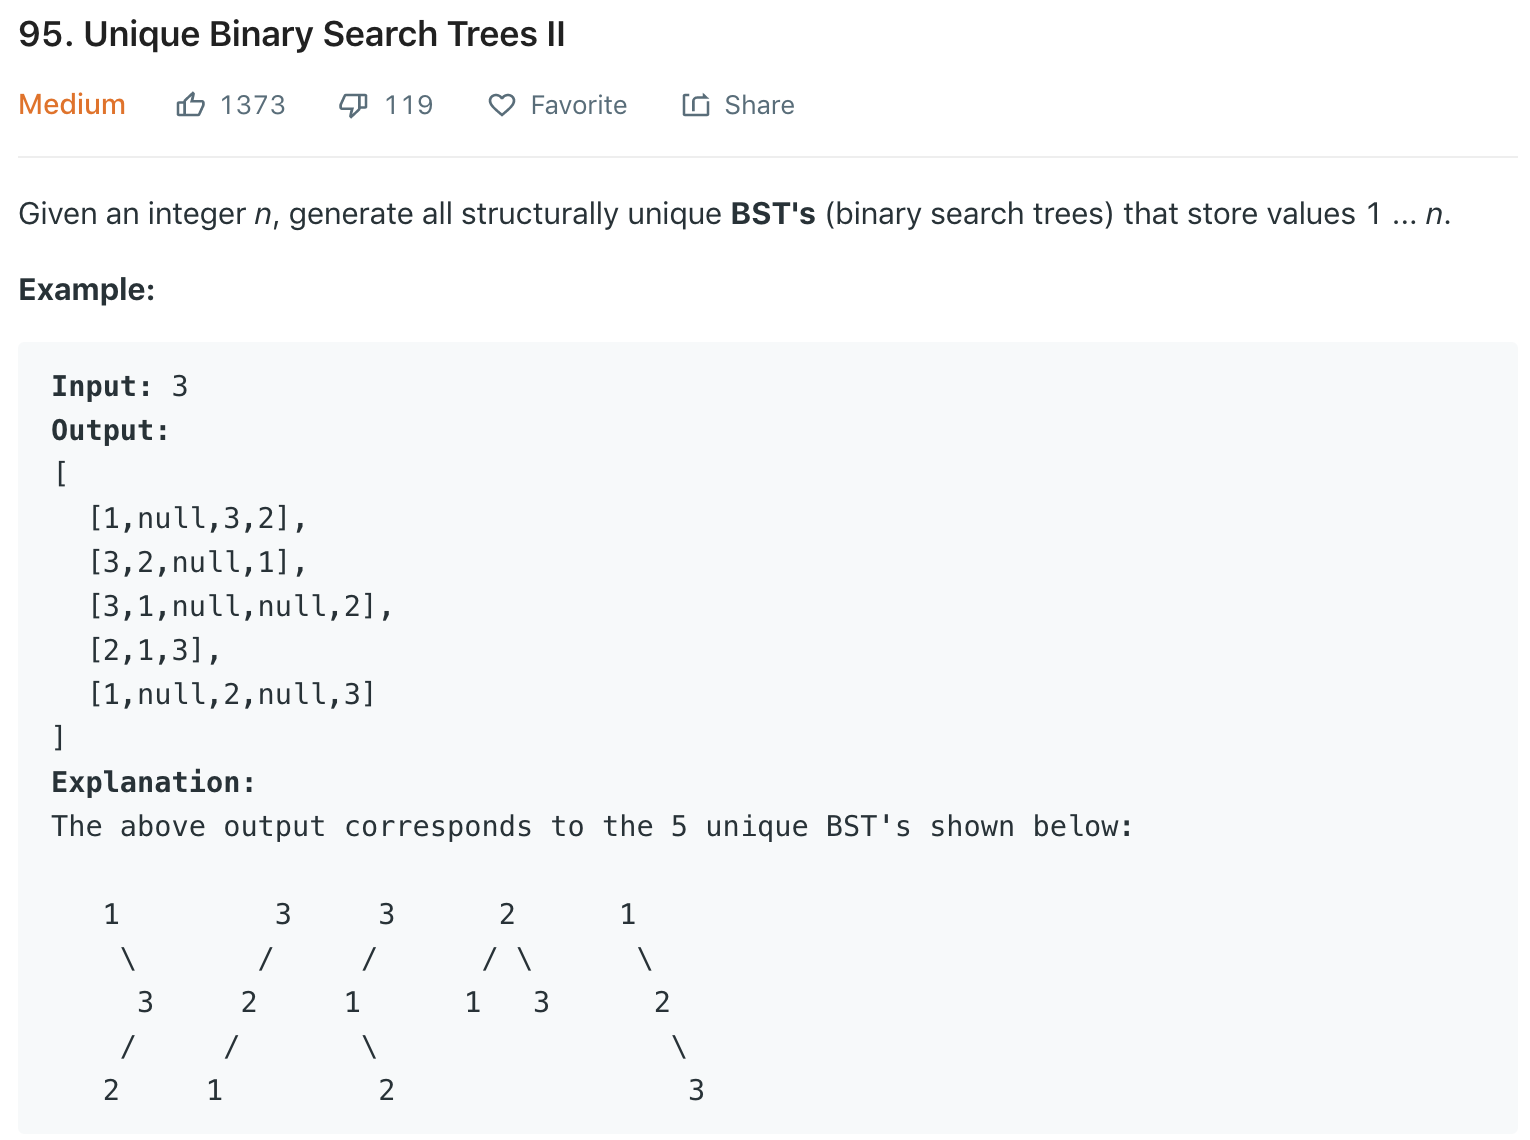 95. Unique Binary Search Trees II
Medium 1373 119 Favorite Share
Given an integer n, generate all structurally unique BST's (binary search trees) that store values 1 ... n.
Example:
Input: 3
Output:
[
  [1,null,3,2],
  [3,2,null,1],
  [3,1,null,null,2],
  [2,1,3],
  [1,null,2,null,3]
]
Explanation:
The above output corresponds to the 5 unique BST's shown below:
   1         3     3      2      1
    \       /     /      / \      \
     3     2     1      1   3      2
    /     /       \                 \
   2     1         2                 3